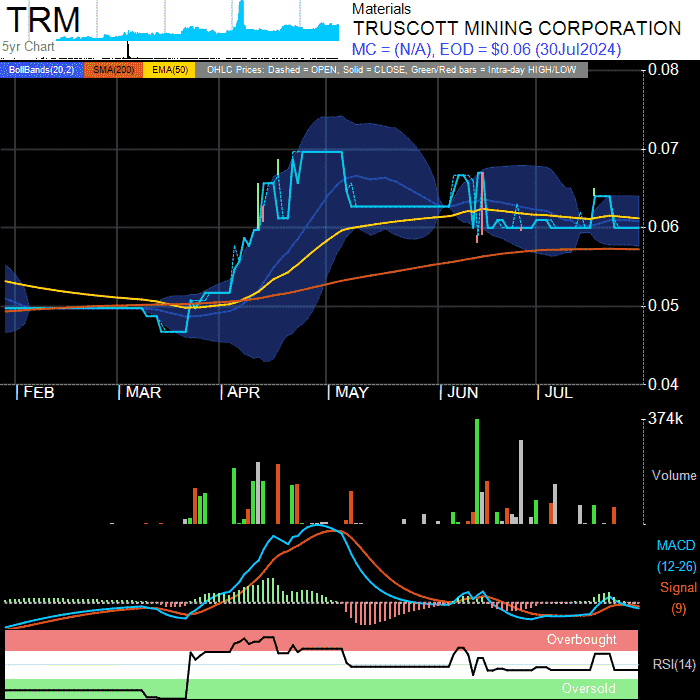 TRM
5yr Chart
Materials
TRUSCOTT MINING CORPORATION
MC = (N/A), EOD = $0.06 (30Jul2024)
BollBands(20,2) SMA(200) EMA(50) OHLC Prices: Dashed = OPEN, Solid = CLOSE, Green/Red bars = Intra-day HIGH/LOW
0.08
0.07
0.06
0.05
0.04
FEB MAR APR MAY JUN JUL
374k
Volume
MACD
(12-26)
Signal
(9)
Overbought
RSI(14)
Oversold